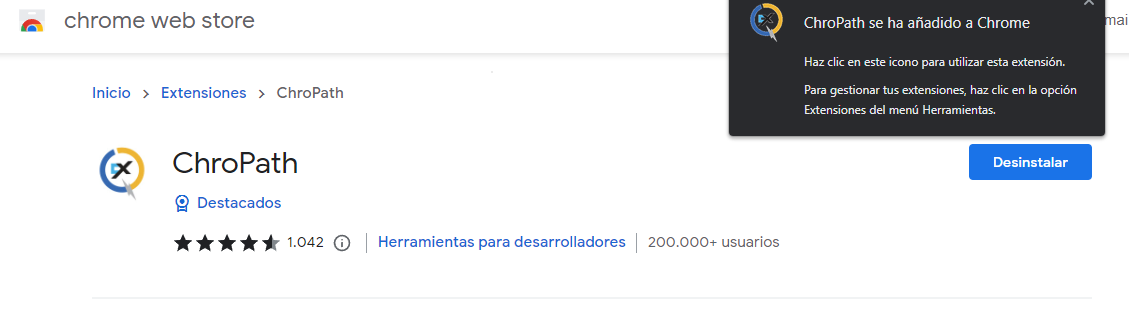 chrome web store
ChroPath se ha añadido a Chrome
Haz clic en este icono para utilizar esta extensión.
Para gestionar tus extensiones, haz clic en la opción
Extensiones del menú Herramientas.
Inicio > Extensiones > ChroPath
ChroPath
Desinstalar
Destacados
1.042 | Herramientas para desarrolladores | 200.000+ usuarios